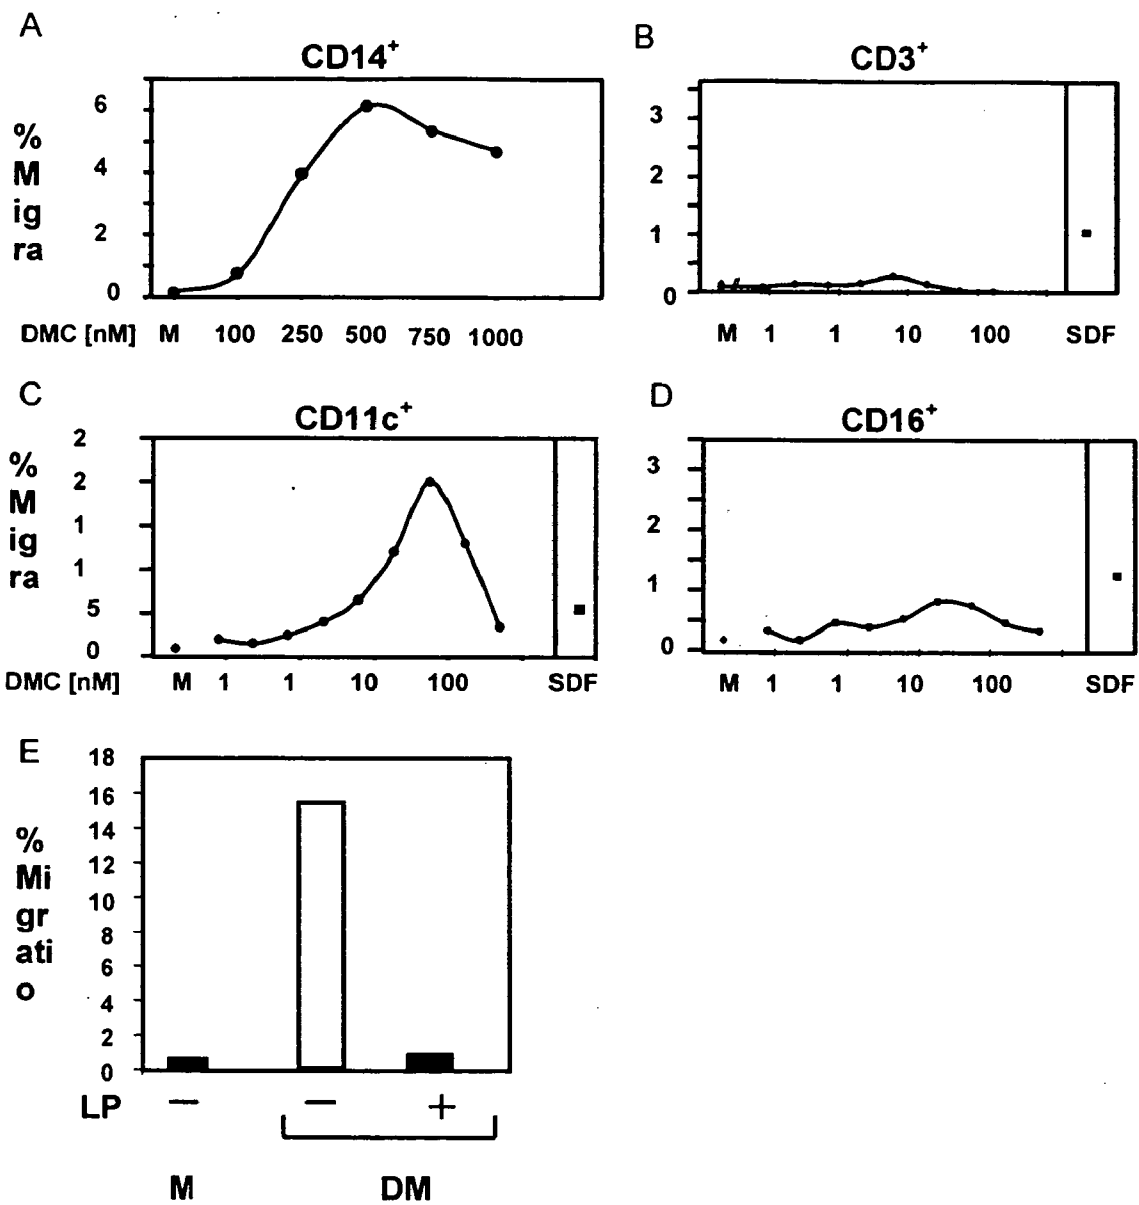 A
CD14+
% M ig ra
6
4
2
0
DMC [nM] M 100 250 500 750 1000
B
CD3+
3
2
1
0
M 1 1 10 100 SDF
C
CD11c+
% M ig ra
2
2
1
1
5
0
DMC [nM] M 1 1 10 100 SDF
D
CD16+
3
2
1
0
M 1 1 10 100 SDF
E
% Mi gr ati o
18
16
14
12
10
8
6
4
2
0
LP − − +
M DM